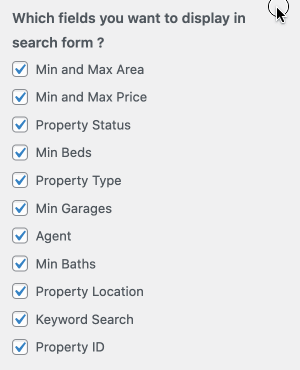 Which fields you want to display in
search form ?
Min and Max Area
Min and Max Price
Property Status
Min Beds
Property Type
Min Garages
Agent
Min Baths
Property Location
Keyword Search
Property ID